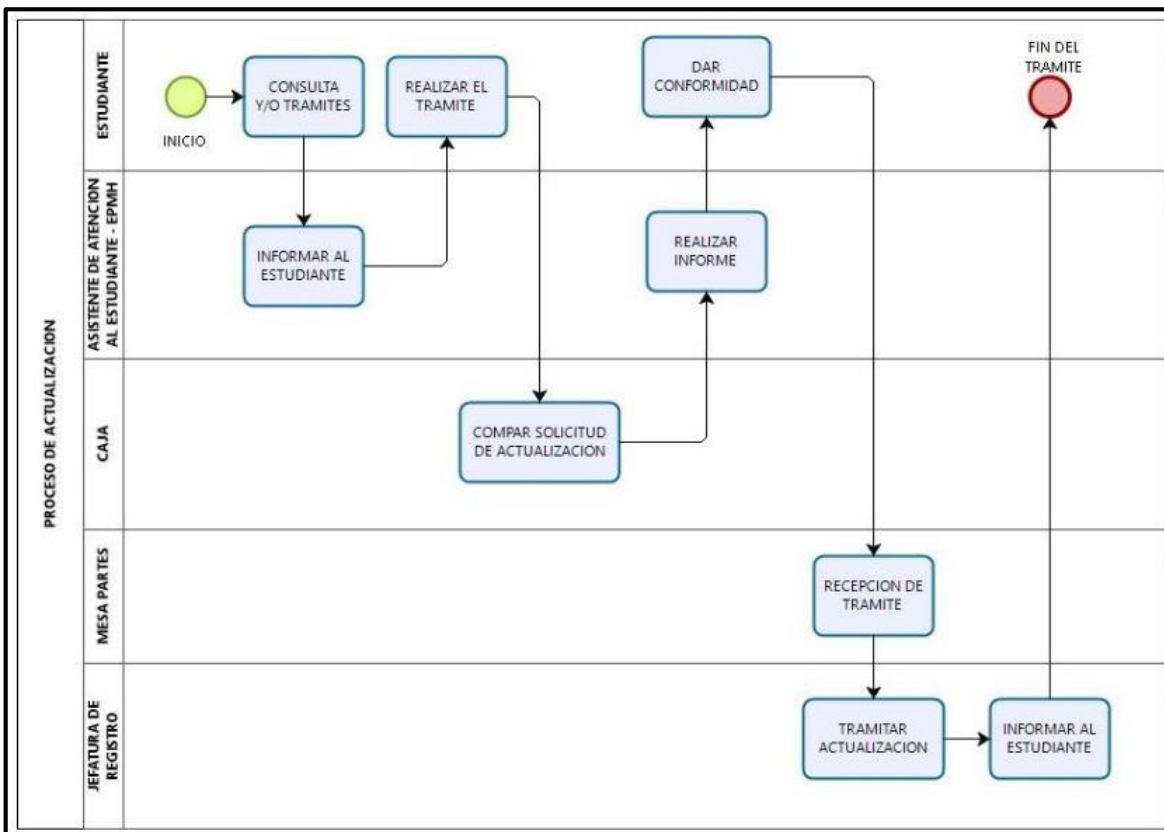 PROCESO DE ACTUALIZACION
ESTUDIANTE
INICIO
CONSULTA
Y/O TRAMITES
REALIZAR EL
TRAMITE
DAR
CONFORMIDAD
FIN DEL
TRAMITE
ASISTENTE DE ATENCION
AL ESTUDIANTE - EPMH
INFORMAR AL
ESTUDIANTE
REALIZAR
INFORME
CAJA
COMPAR SOLICITUD
DE ACTUALIZACION
MESA PARTES
RECEPCION DE
TRAMITE
JEFATURA DE
REGISTRO
TRAMITAR
ACTUALIZACION
INFORMAR AL
ESTUDIANTE